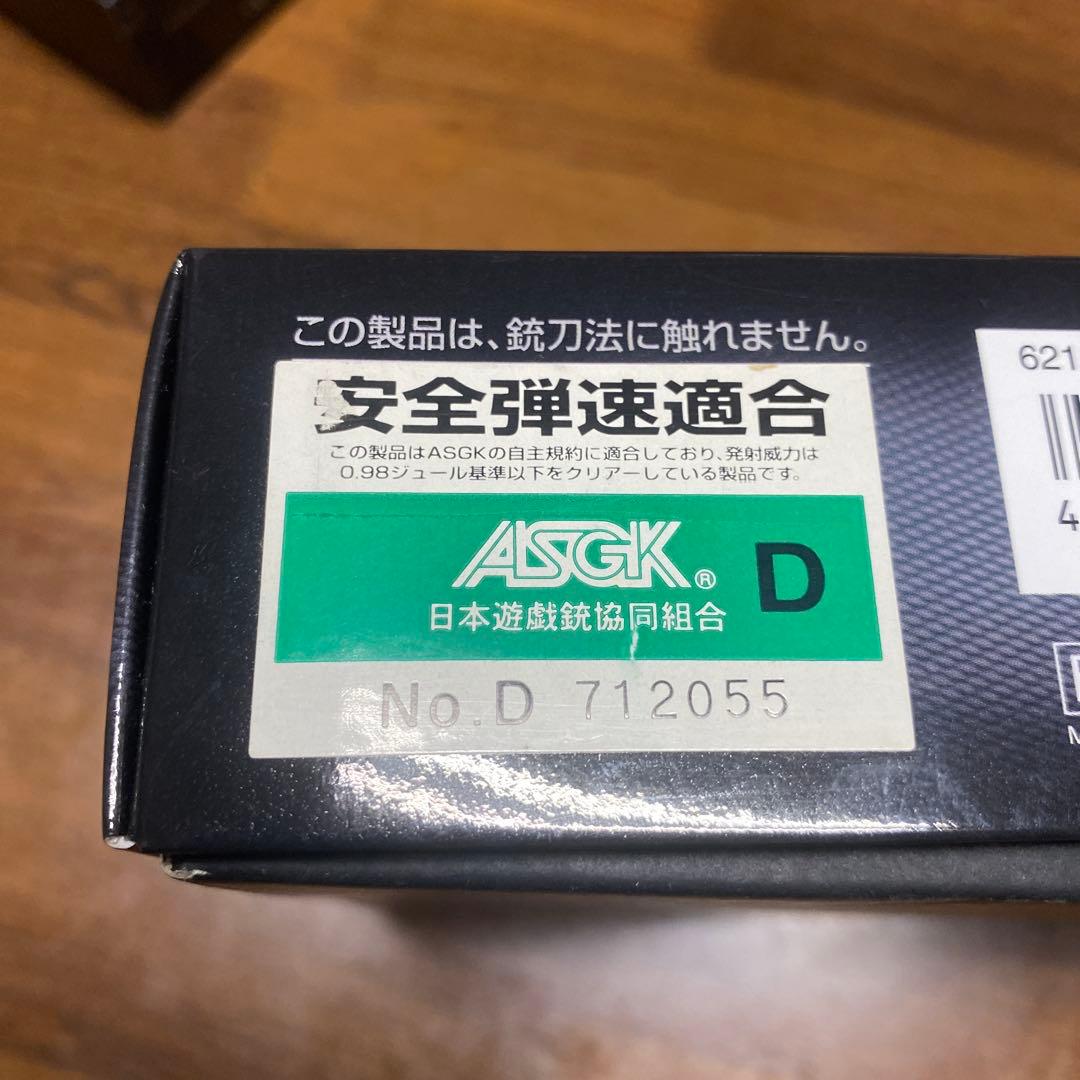 この製品は、銃刀法に触れません。
安全弾速適合
この製品はASGKの自主規約に適合しており、発射威力は
0.98ジュール基準以下をクリアーしている製品です。
ASGK® D
日本遊戯銃協同組合
No.D 712055
621
4